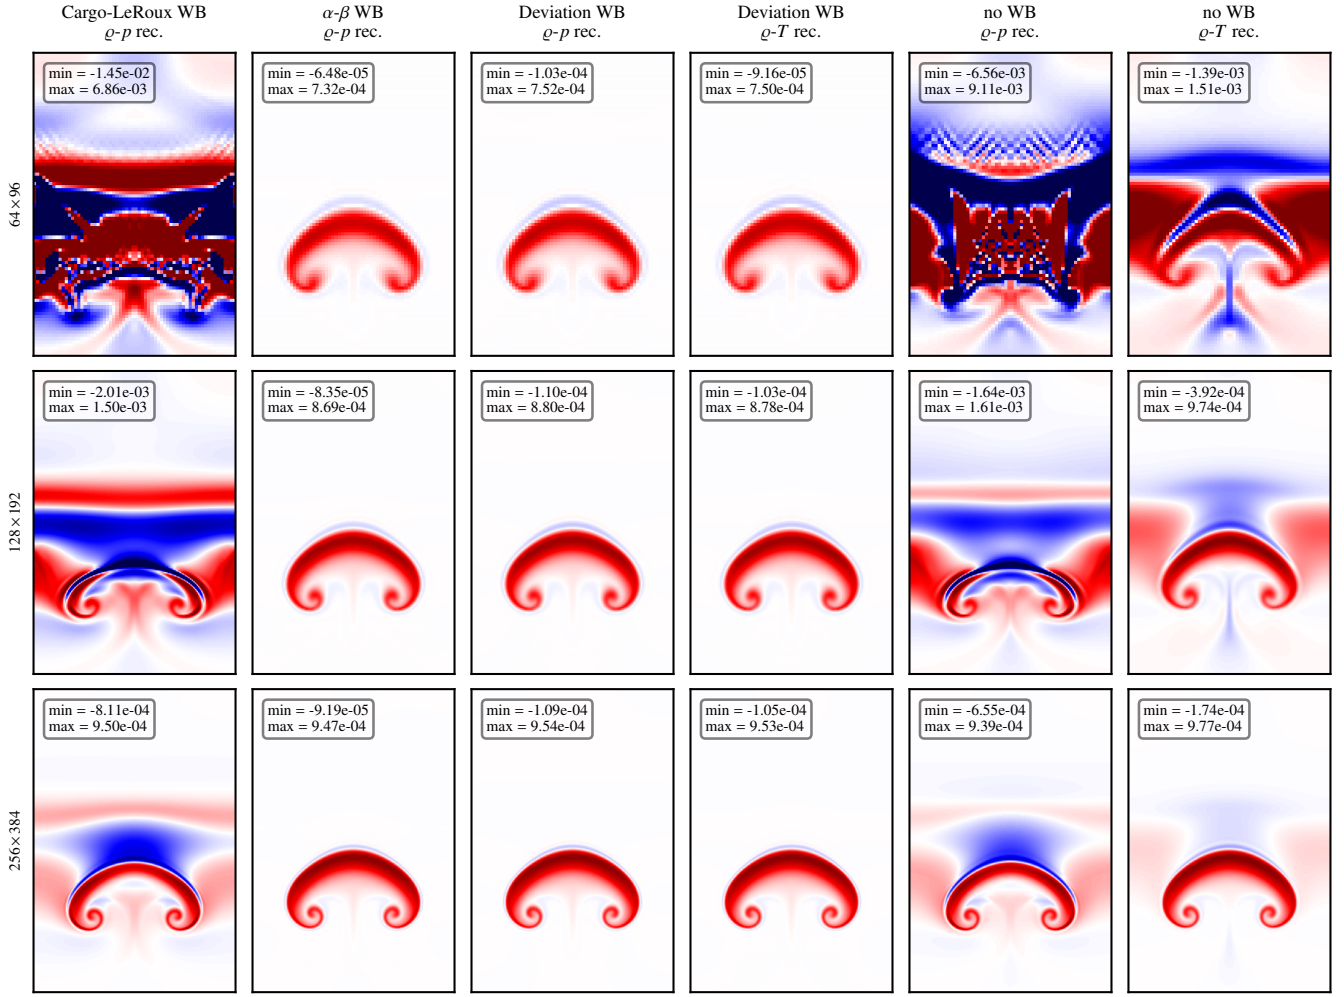 Cargo-LeRoux WB
ϱ-p rec.
α-β WB
ϱ-p rec.
Deviation WB
ϱ-p rec.
Deviation WB
ϱ-T rec.
no WB
ϱ-p rec.
no WB
ϱ-T rec.
64×96
min = -1.45e-02
max = 6.86e-03
min = -6.48e-05
max = 7.32e-04
min = -1.03e-04
max = 7.52e-04
min = -9.16e-05
max = 7.50e-04
min = -6.56e-03
max = 9.11e-03
min = -1.39e-03
max = 1.51e-03
128×192
min = -2.01e-03
max = 1.50e-03
min = -8.35e-05
max = 8.69e-04
min = -1.10e-04
max = 8.80e-04
min = -1.03e-04
max = 8.78e-04
min = -1.64e-03
max = 1.61e-03
min = -3.92e-04
max = 9.74e-04
256×384
min = -8.11e-04
max = 9.50e-04
min = -9.19e-05
max = 9.47e-04
min = -1.09e-04
max = 9.54e-04
min = -1.05e-04
max = 9.53e-04
min = -6.55e-04
max = 9.39e-04
min = -1.74e-04
max = 9.77e-04